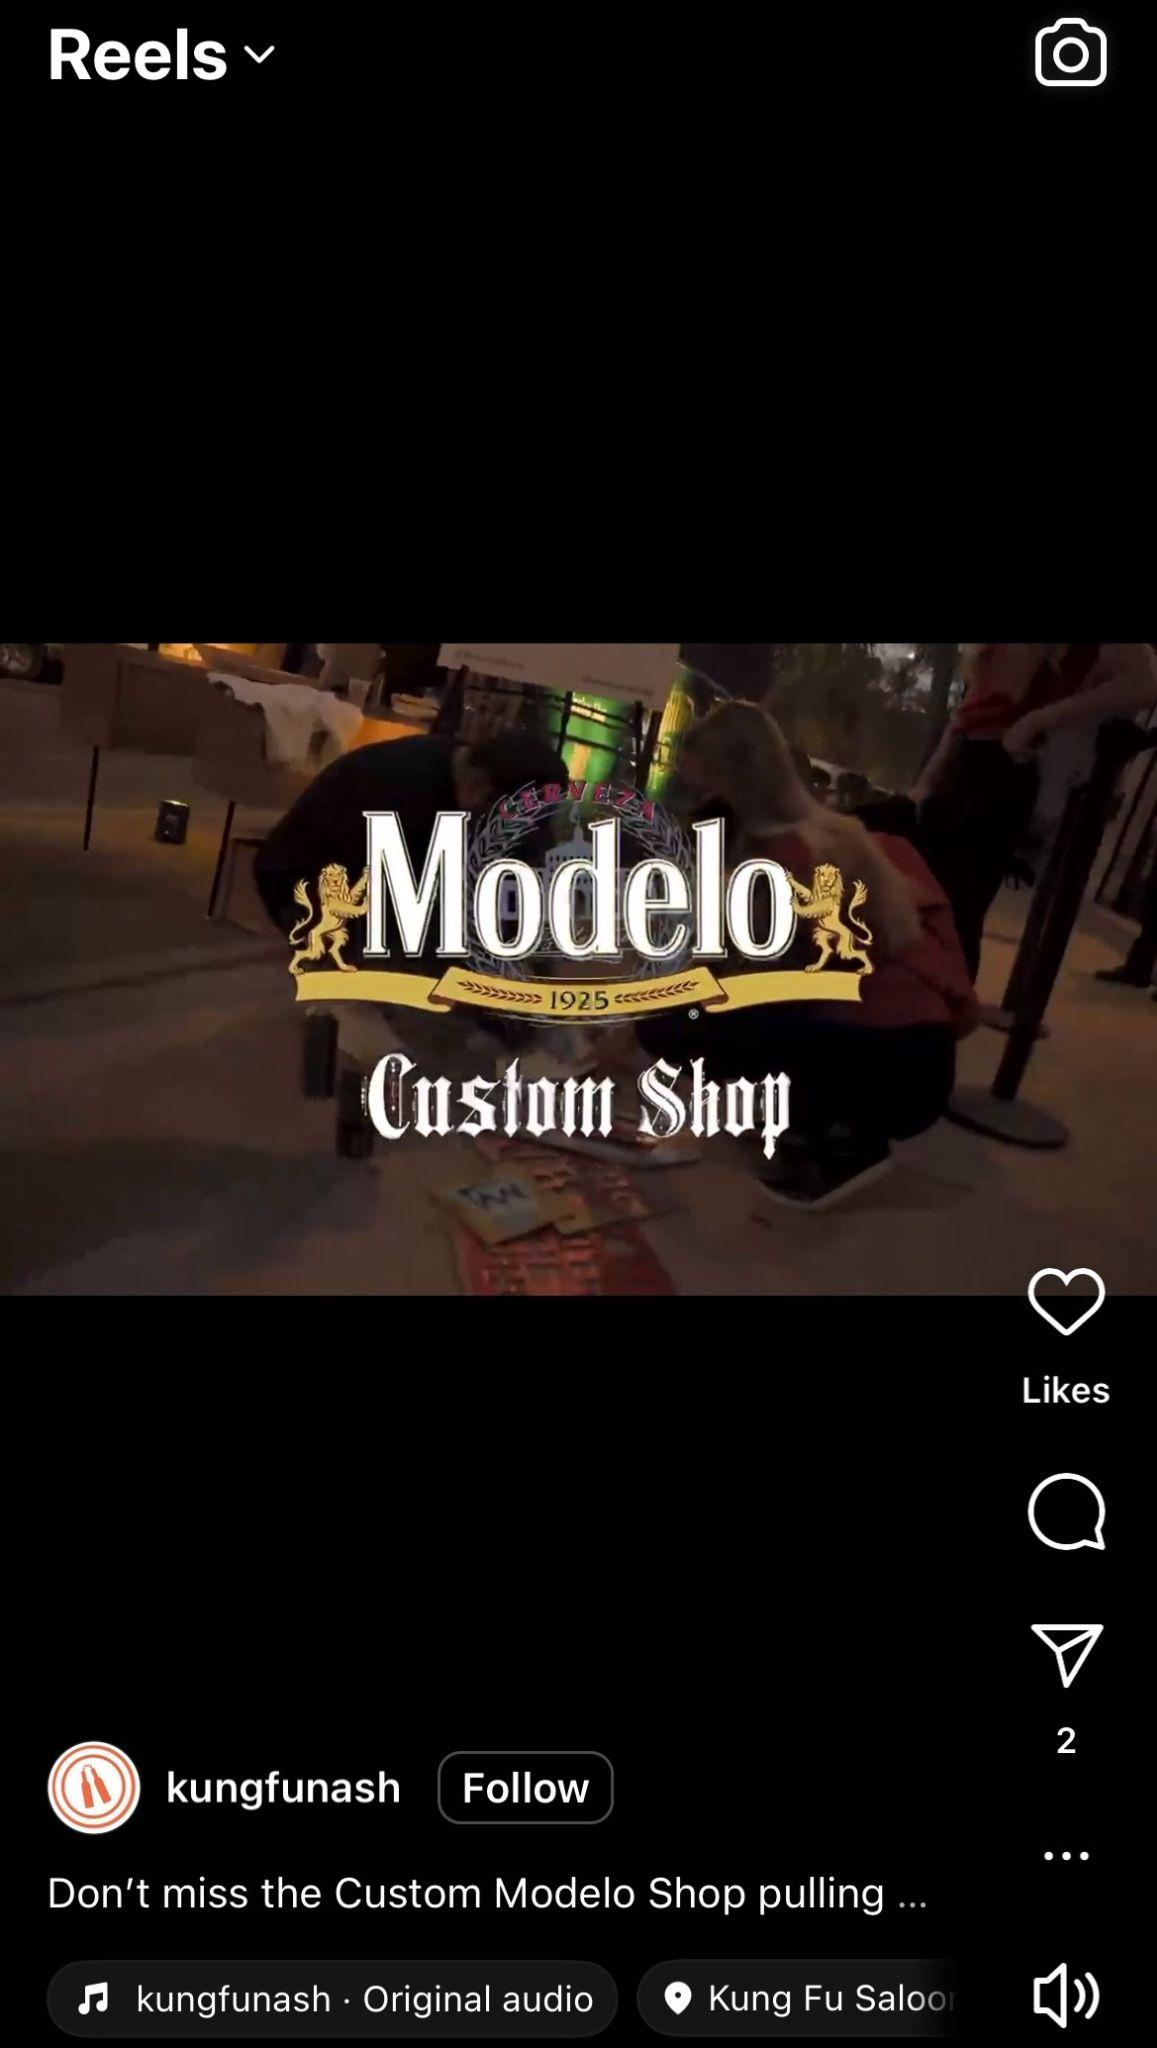 Reels
CERVEZA
Modelo
1925
®
Custom Shop
Likes
2
kungfunash
Follow
Don’t miss the Custom Modelo Shop pulling ...
kungfunash · Original audio
Kung Fu Saloon